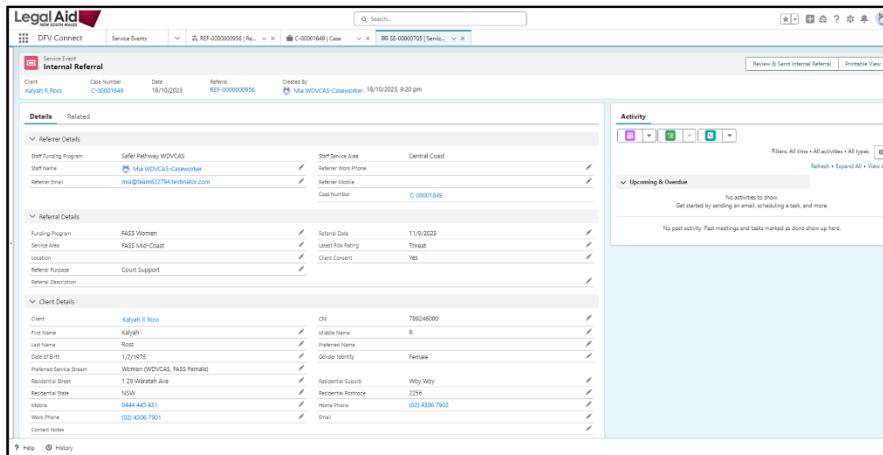 Legal Aid
NEW SOUTH WALES
Search...
DFV Connect
Service Events
REF-0000000956 | Re...
C-00001649 | Case
SE-00000705 | Servic...
Service Event
Internal Referral
Review & Send Internal Referral
Printable View
Client
Case Number
Date
Referral
Created By
Kalyah R Ross
C-00001649
18/10/2023
REF-0000000956
Mia WDVCAS-Caseworker, 18/10/2023, 9:20 pm
Details
Related
Referrer Details
Staff Funding Program
Safer Pathway WDVCAS
Staff Service Area
Central Coast
Staff Name
Mia WDVCAS-Caseworker
Referrer Work Phone
Referrer Email
mia@team622794.testinator.com
Referrer Mobile
Case Number
C-00001649
Referral Details
Funding Program
FASS Women
Referral Date
11/9/2023
Service Area
FASS Mid-Coast
Latest Risk Rating
Threat
Location
Client Consent
Yes
Referral Purpose
Court Support
Referral Description
Client Details
Client
Kalyah R Ross
CNI
789246000
First Name
Kalyah
Middle Name
R
Last Name
Ross
Preferred Name
Date of Birth
1/2/1975
Gender Identity
Female
Preferred Service Stream
Women (WDVCAS, FASS Female)
Residential Street
1 29 Waratah Ave
Residential Suburb
Woy Woy
Residential State
NSW
Residential Postcode
2256
Mobile
0444 445 431
Home Phone
(02) 4306 7902
Work Phone
(02) 4306 7901
Email
Contact Notes
Activity
Filters: All time • All activities • All types
Refresh • Expand All • View
Upcoming & Overdue
No activities to show.
Get started by sending an email, scheduling a task, and more.
No past activity. Past meetings and tasks marked as done show up here.
? Help
History